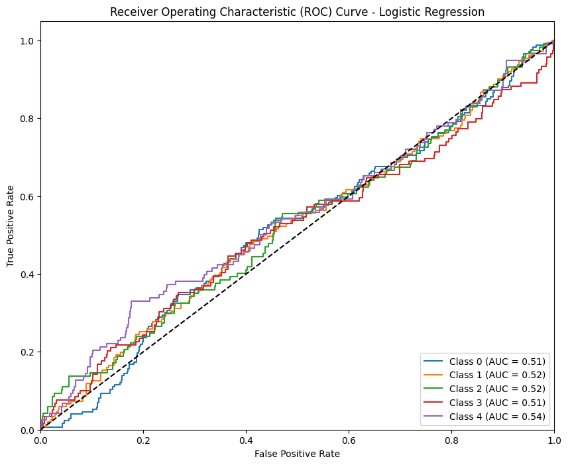 Receiver Operating Characteristic (ROC) Curve - Logistic Regression
True Positive Rate
1.0
0.8
0.6
0.4
0.2
0.0
0.0 0.2 0.4 0.6 0.8 1.0
False Positive Rate
Class 0 (AUC = 0.51)
Class 1 (AUC = 0.52)
Class 2 (AUC = 0.52)
Class 3 (AUC = 0.51)
Class 4 (AUC = 0.54)